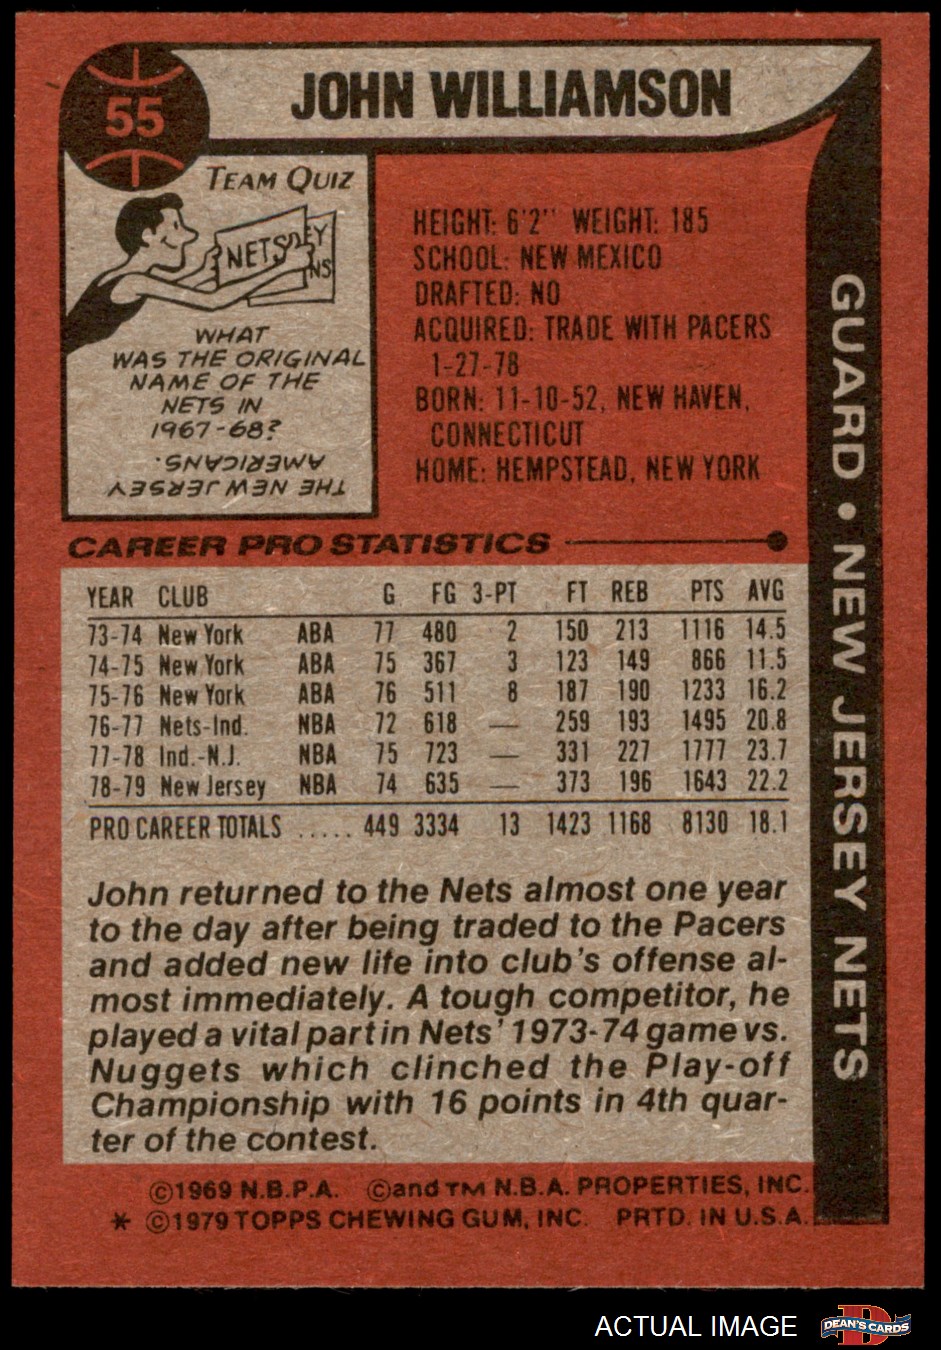 55
JOHN WILLIAMSON
TEAM QUIZ
NETS
EY
NS
WHAT
WAS THE ORIGINAL
NAME OF THE
NETS IN
1967-68?
THE NEW JERSEY
AMERICANS.
HEIGHT: 6'2" WEIGHT: 185
SCHOOL: NEW MEXICO
DRAFTED: NO
ACQUIRED: TRADE WITH PACERS
1-27-78
BORN: 11-10-52, NEW HAVEN,
CONNECTICUT
HOME: HEMPSTEAD, NEW YORK
GUARD • NEW JERSEY NETS
CAREER PRO STATISTICS
YEAR CLUB G FG 3-PT FT REB PTS AVG
73-74 New York ABA 77 480 2 150 213 1116 14.5
74-75 New York ABA 75 367 3 123 149 866 11.5
75-76 New York ABA 76 511 8 187 190 1233 16.2
76-77 Nets-Ind. NBA 72 618 — 259 193 1495 20.8
77-78 Ind.-N.J. NBA 75 723 — 331 227 1777 23.7
78-79 New Jersey NBA 74 635 — 373 196 1643 22.2
PRO CAREER TOTALS ..... 449 3334 13 1423 1168 8130 18.1
John returned to the Nets almost one year
to the day after being traded to the Pacers
and added new life into club's offense al-
most immediately. A tough competitor, he
played a vital part in Nets' 1973-74 game vs.
Nuggets which clinched the Play-off
Championship with 16 points in 4th quar-
ter of the contest.
©1969 N.B.P.A. ©and TM N.B.A. PROPERTIES, INC.
* ©1979 TOPPS CHEWING GUM, INC. PRTD. IN U.S.A.
ACTUAL IMAGE
D
DEAN'S CARDS